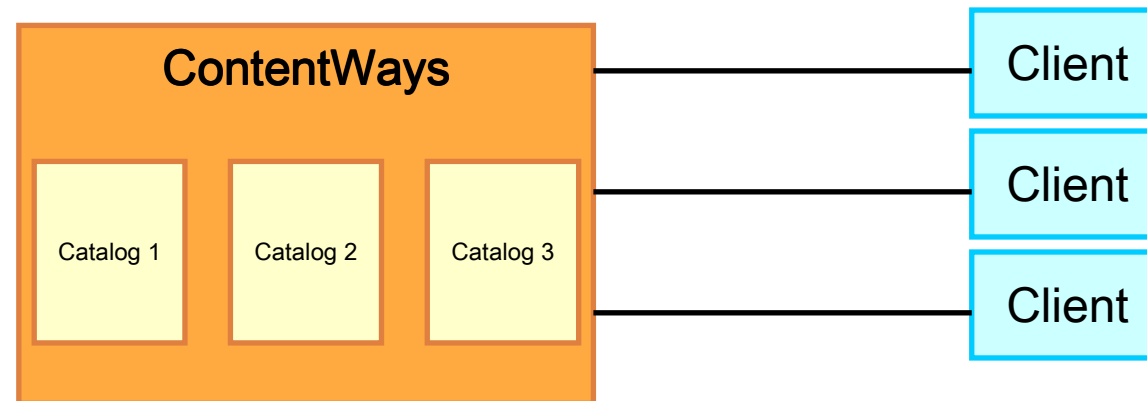 ContentWays
Catalog 1
Catalog 2
Catalog 3
Client
Client
Client